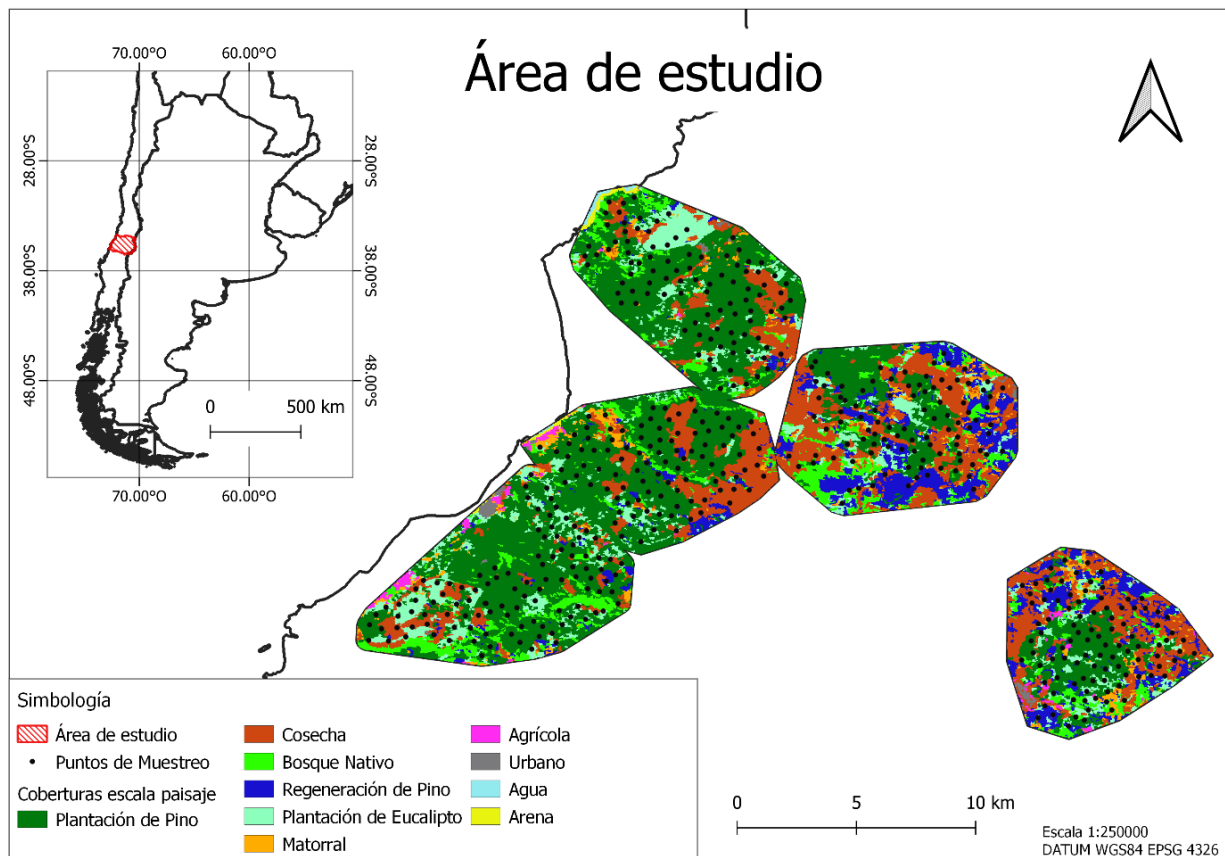 Área de estudio
70.00°O
60.00°O
28.00°S
28.00°S
38.00°S
38.00°S
48.00°S
48.00°S
0
500 km
70.00°O
60.00°O
Simbología
Área de estudio
Puntos de Muestreo
Coberturas escala paisaje
Plantación de Pino
Cosecha
Bosque Nativo
Regeneración de Pino
Plantación de Eucalipto
Matorral
Agrícola
Urbano
Agua
Arena
0
5
10 km
Escala 1:250000
DATUM WGS84 EPSG 4326